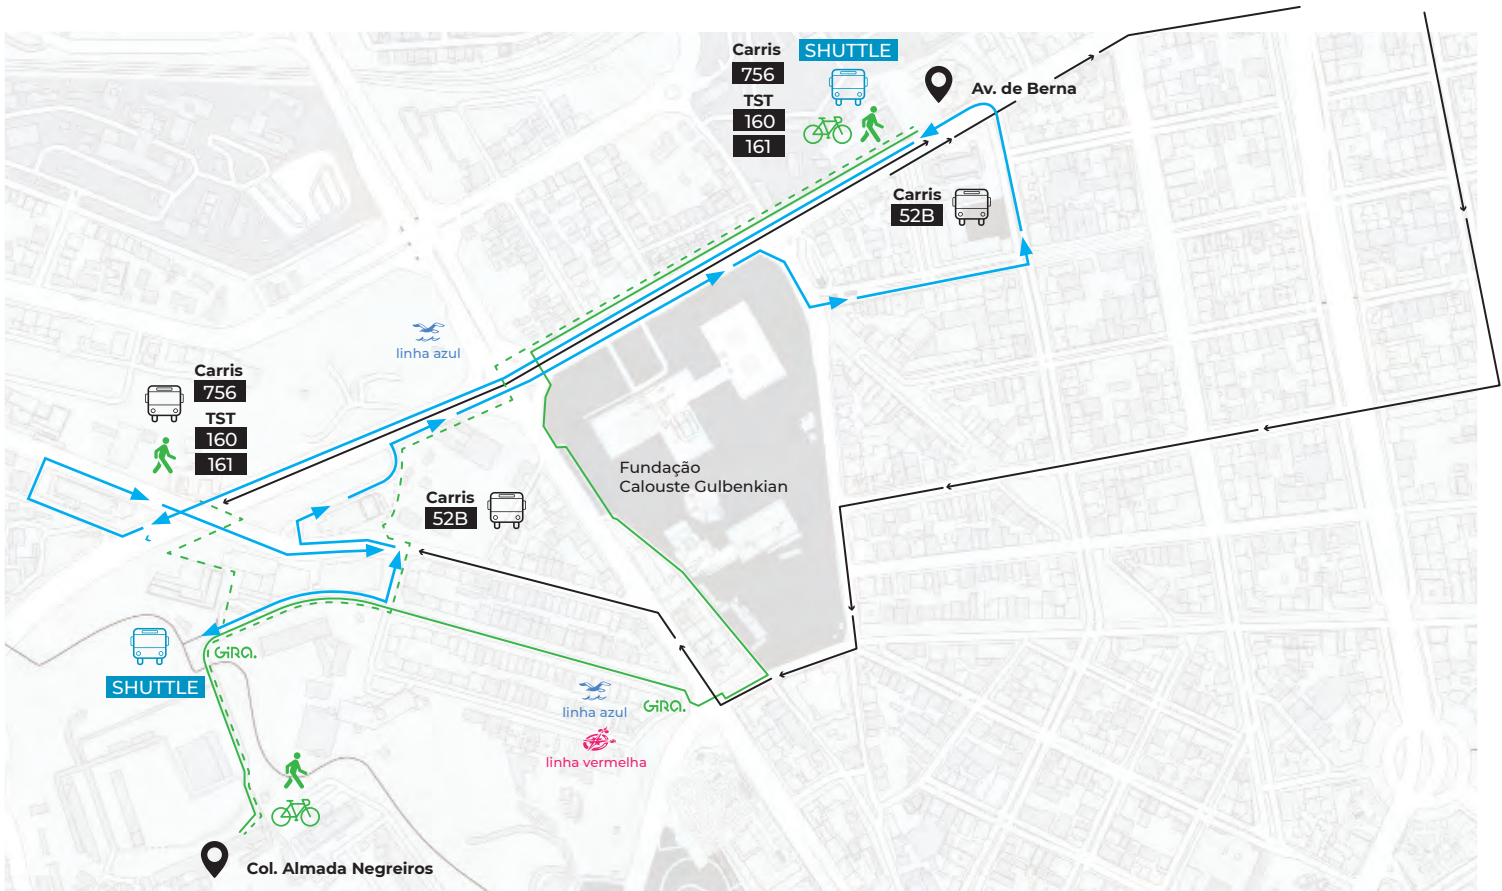 Carris
SHUTTLE
756
TST
160
161
Av. de Berna
Carris
52B
linha azul
Carris
756
TST
160
161
Fundação
Calouste Gulbenkian
Carris
52B
GiRA.
SHUTTLE
linha azul
GiRA.
linha vermelha
Col. Almada Negreiros